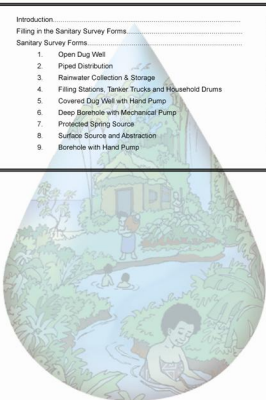 Introduction..........................................................................................
Filling in the Sanitary Survey Forms......................................................
Sanitary Survey Forms..........................................................................
1. Open Dug Well
2. Piped Distribution
3. Rainwater Collection & Storage
4. Filling Stations, Tanker Trucks and Household Drums
5. Covered Dug Well wth Hand Pump
6. Deep Borehole with Mechanical Pump
7. Protected Spring Source
8. Surface Source and Abstraction
9. Borehole with Hand Pump